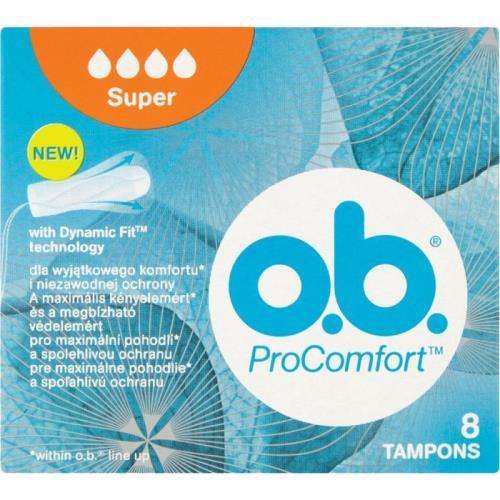 Super
NEW!
with Dynamic Fit™
technology
dla wyjątkowego komfortu*
i niezawodnej ochrony
A maximális kényelemért*
és a megbízható
védelemért
pro maximální pohodlí*
a spolehlivou ochranu
pre maximálne pohodlie*
a spoľahlivú ochranu
*within o.b.® line up
o.b.®
ProComfort™
8
TAMPONS